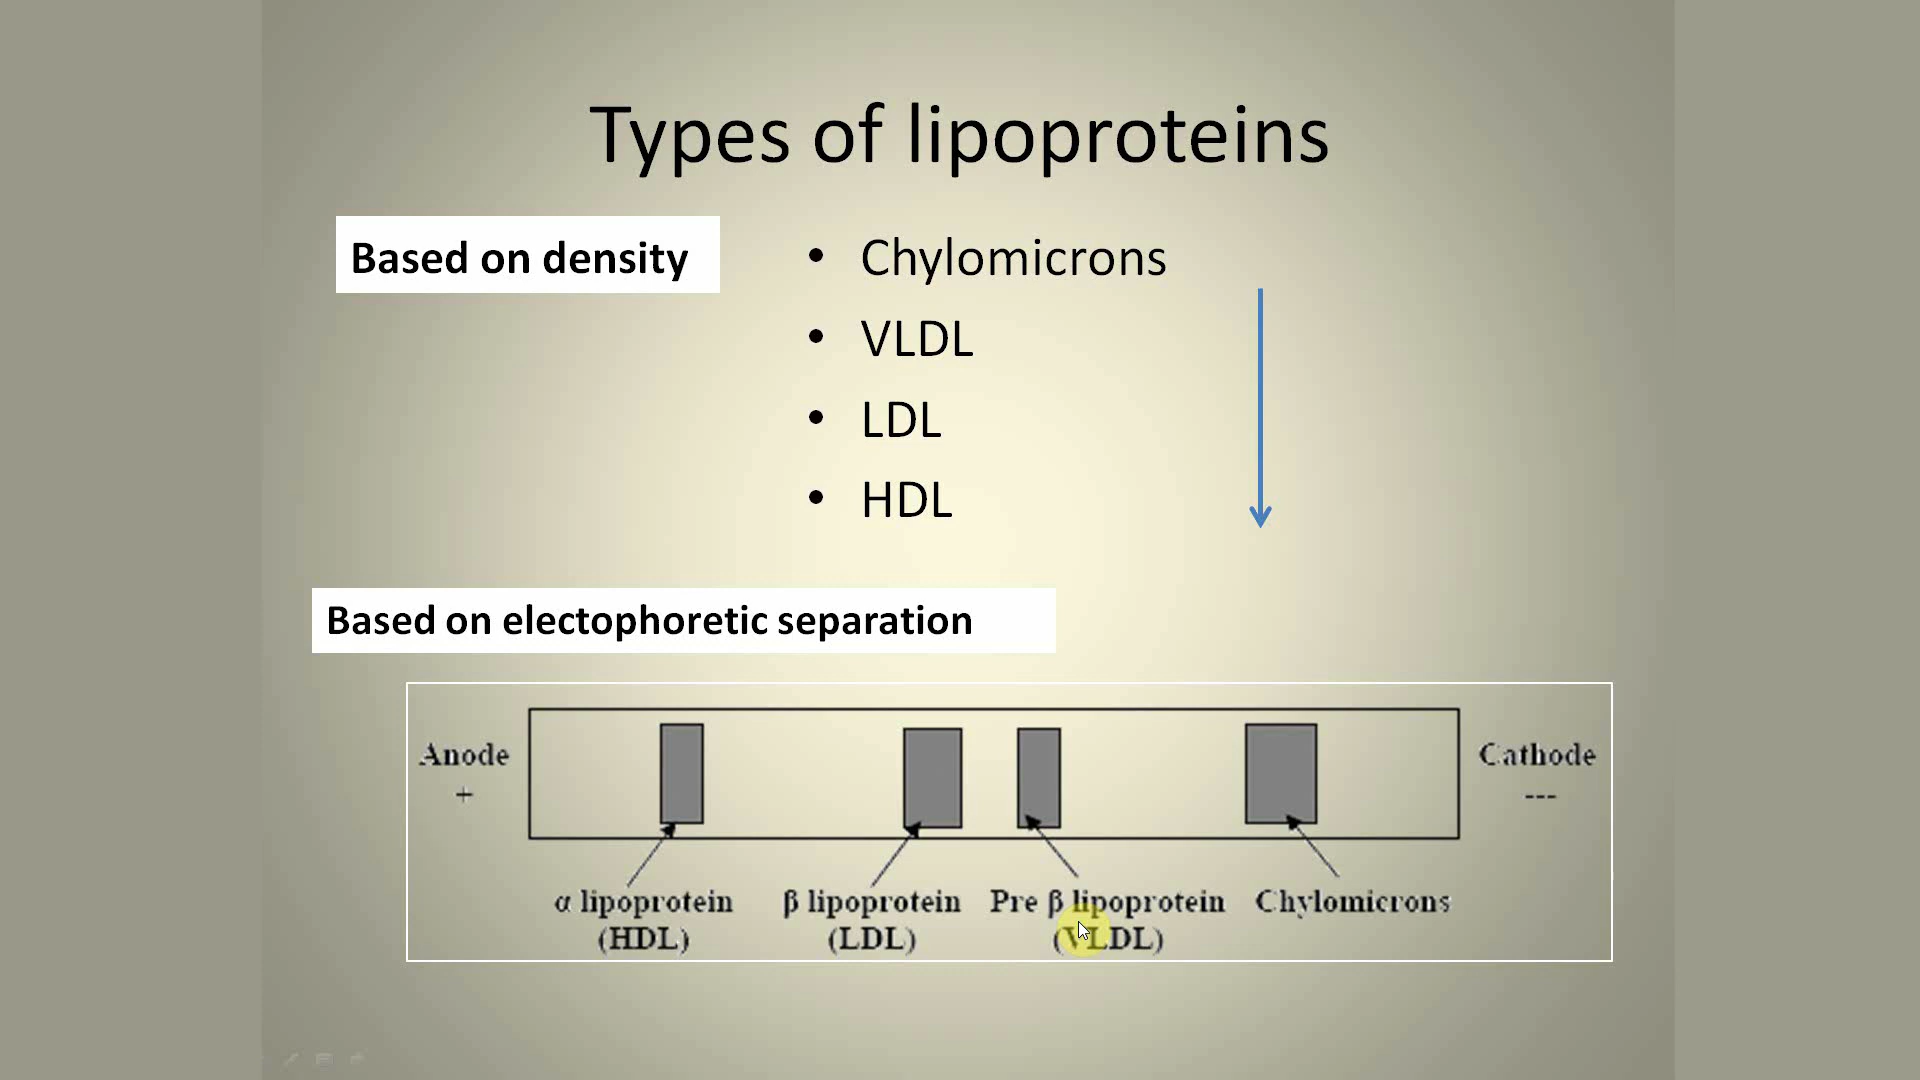 Types of lipoproteins
Based on density
• Chylomicrons
• VLDL
• LDL
• HDL
Based on electophoretic separation
Anode
+
Cathode
---
α lipoprotein
(HDL)
β lipoprotein
(LDL)
Pre β lipoprotein
(VLDL)
Chylomicrons